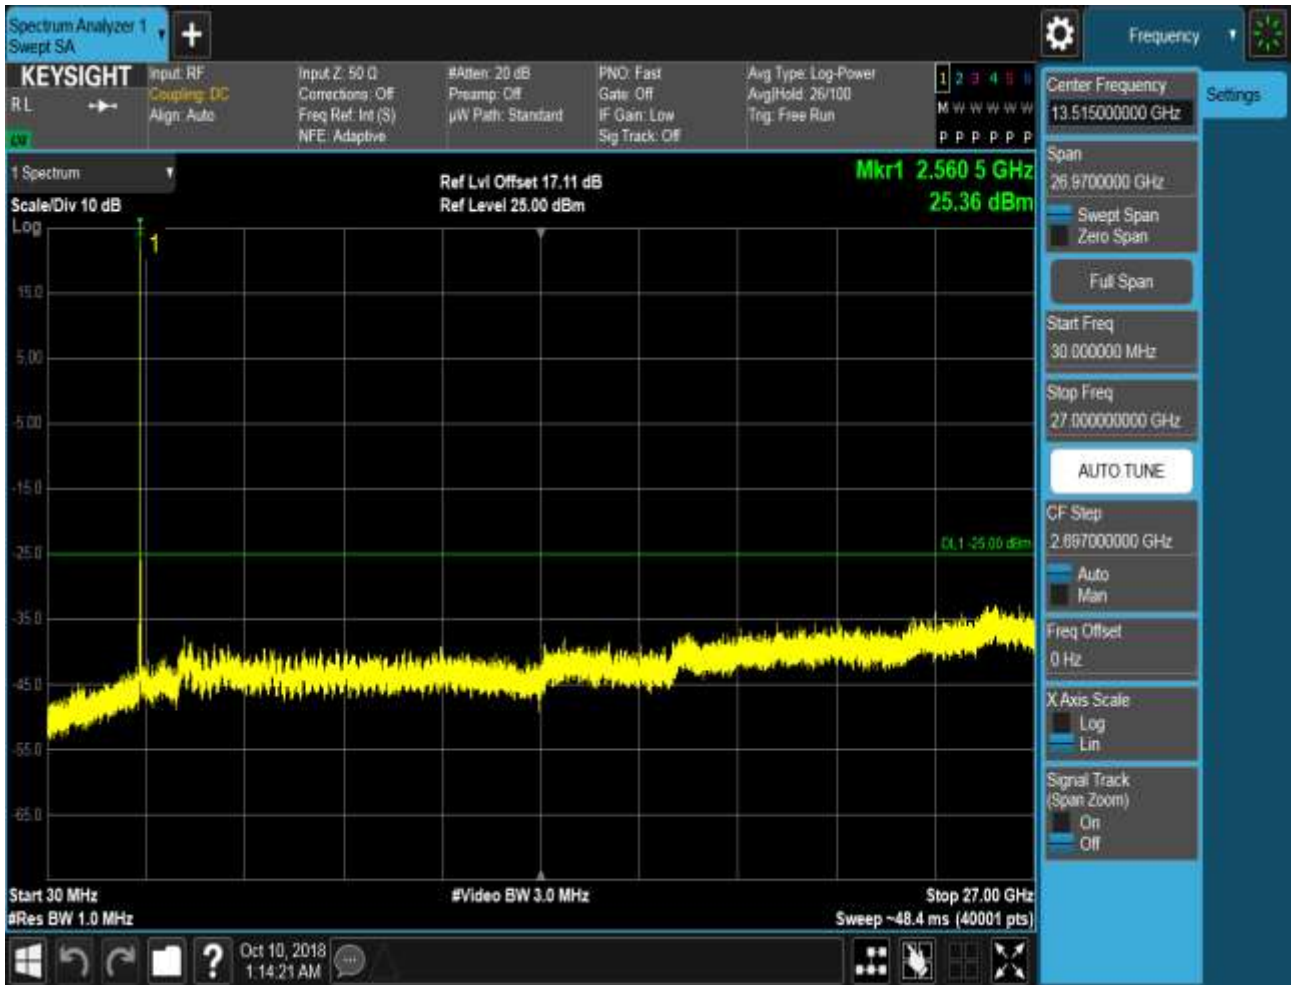 Spectrum Analyzer 1
Swept SA
Frequency
KEYSIGHT
R L
Input: RF
Coupling: DC
Align: Auto
Input Z: 50 Ω
Corrections: Off
Freq Ref: Int (S)
NFE: Adaptive
#Atten: 20 dB
Preamp: Off
µW Path: Standard
PNO: Fast
Gate: Off
IF Gain: Low
Sig Track: Off
Avg Type: Log-Power
Avg|Hold: 26/100
Trig: Free Run
1 2 3 4 5 6
M W W W W W
P P P P P P
1 Spectrum
Scale/Div 10 dB
Log
Ref Lvl Offset 17.11 dB
Ref Level 25.00 dBm
Mkr1 2.560 5 GHz
25.36 dBm
1
15.0
5.00
-5.00
-15.0
-25.0
-35.0
-45.0
-55.0
-65.0
DL1 -25.00 dBm
Start 30 MHz
#Res BW 1.0 MHz
#Video BW 3.0 MHz
Stop 27.00 GHz
Sweep ~48.4 ms (40001 pts)
Oct 10, 2018
1:14:21 AM
Center Frequency
13.515000000 GHz
Settings
Span
26.9700000 GHz
Swept Span
Zero Span
Full Span
Start Freq
30.000000 MHz
Stop Freq
27.000000000 GHz
AUTO TUNE
CF Step
2.697000000 GHz
Auto
Man
Freq Offset
0 Hz
X Axis Scale
Log
Lin
Signal Track
(Span Zoom)
On
Off